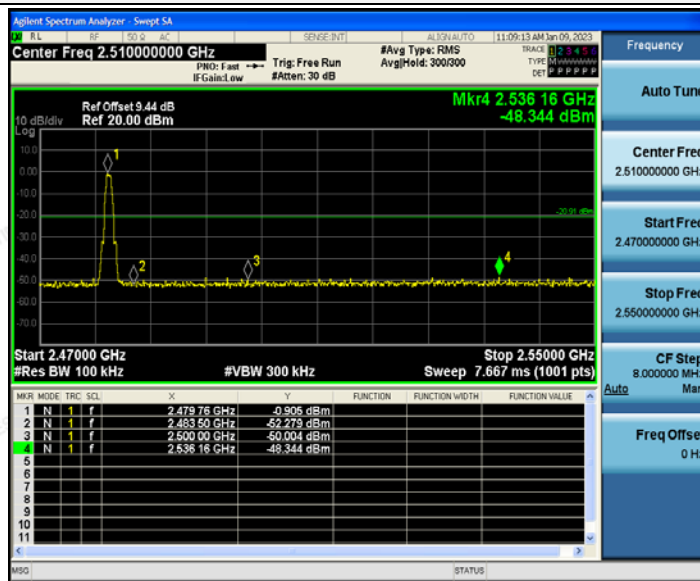 Agilent Spectrum Analyzer - Swept SA
RL RF 50 Ω AC SENSE:INT ALIGNAUTO 11:09:13 AM Jan 09, 2023
Center Freq 2.510000000 GHz
PNO: Fast Trig: Free Run #Avg Type: RMS TRACE 1 2 3 4 5 6
IFGain:Low #Atten: 30 dB Avg|Hold: 300/300 TYPE M
DET P P P P P P
Ref Offset 9.44 dB Mkr4 2.536 16 GHz
10 dB/div Ref 20.00 dBm -48.344 dBm
Log
10.0
0.00
-10.0
-20.0
-30.0
-40.0
-50.0
-60.0
-70.0
1
2
3
4
-20.91 dBm
Start 2.47000 GHz Stop 2.55000 GHz
#Res BW 100 kHz #VBW 300 kHz Sweep 7.667 ms (1001 pts)
MKR MODE TRC SCL X Y FUNCTION FUNCTION WIDTH FUNCTION VALUE
1 N 1 f 2.479 76 GHz -0.905 dBm
2 N 1 f 2.483 50 GHz -52.279 dBm
3 N 1 f 2.500 00 GHz -50.004 dBm
4 N 1 f 2.536 16 GHz -48.344 dBm
5
6
7
8
9
10
11
MSG STATUS
Frequency
Auto Tune
Center Freq
2.510000000 GHz
Start Freq
2.470000000 GHz
Stop Freq
2.550000000 GHz
CF Step
8.000000 MHz
Auto Man
Freq Offset
0 Hz